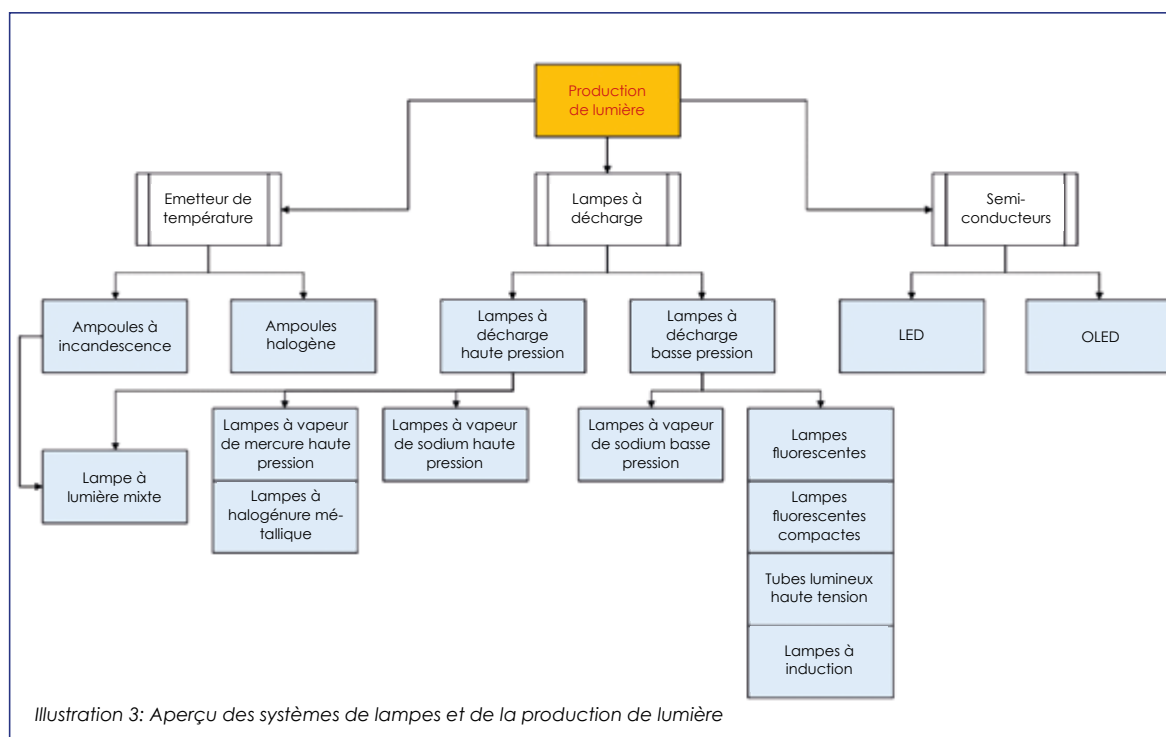 Production
de lumière
Emetteur de
température
Lampes à
décharge
Semi-
conducteurs
Ampoules à
incandescence
Ampoules
halogène
Lampes à
décharge
haute pression
Lampes à
décharge
basse pression
LED
OLED
Lampe à
lumière mixte
Lampes à vapeur
de mercure haute
pression
Lampes à
halogénure mé-
tallique
Lampes à vapeur
de sodium haute
pression
Lampes à vapeur
de sodium basse
pression
Lampes
fluorescentes
Lampes
fluorescentes
compactes
Tubes lumineux
haute tension
Lampes à
induction
Illustration 3: Aperçu des systèmes de lampes et de la production de lumière